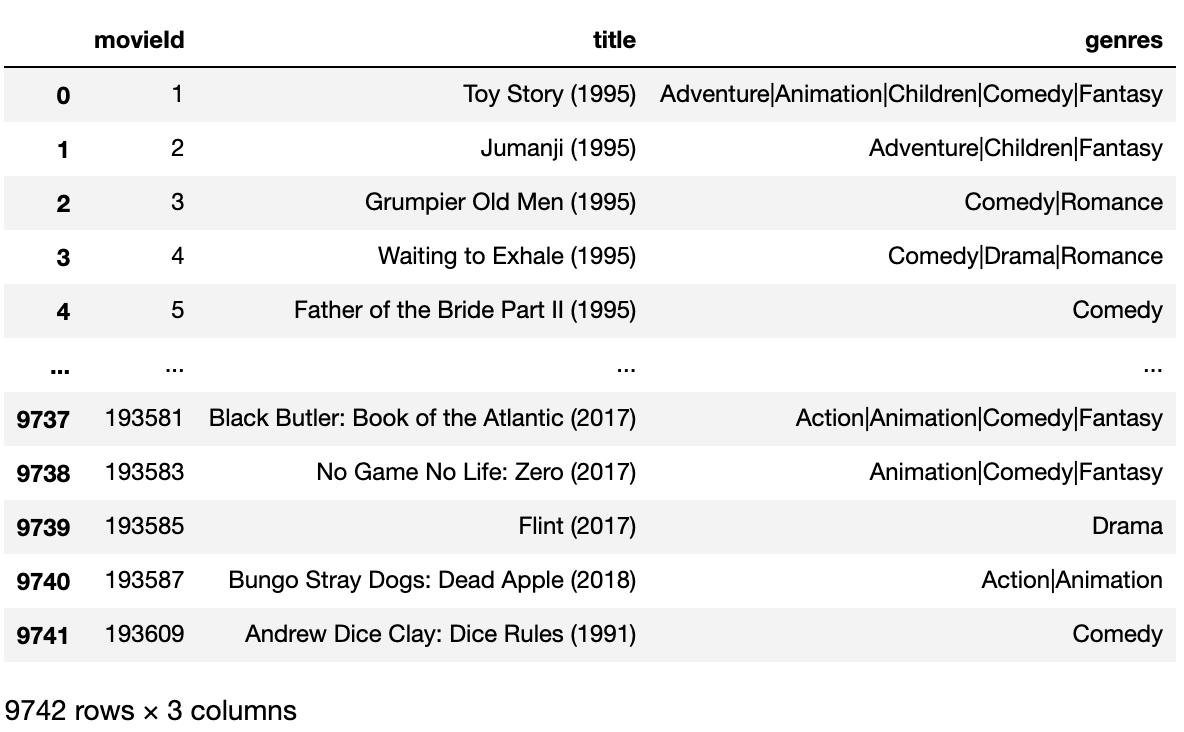 movieId title genres
0 1 Toy Story (1995) Adventure|Animation|Children|Comedy|Fantasy
1 2 Jumanji (1995) Adventure|Children|Fantasy
2 3 Grumpier Old Men (1995) Comedy|Romance
3 4 Waiting to Exhale (1995) Comedy|Drama|Romance
4 5 Father of the Bride Part II (1995) Comedy
... ... ... ...
9737 193581 Black Butler: Book of the Atlantic (2017) Action|Animation|Comedy|Fantasy
9738 193583 No Game No Life: Zero (2017) Animation|Comedy|Fantasy
9739 193585 Flint (2017) Drama
9740 193587 Bungo Stray Dogs: Dead Apple (2018) Action|Animation
9741 193609 Andrew Dice Clay: Dice Rules (1991) Comedy
9742 rows × 3 columns